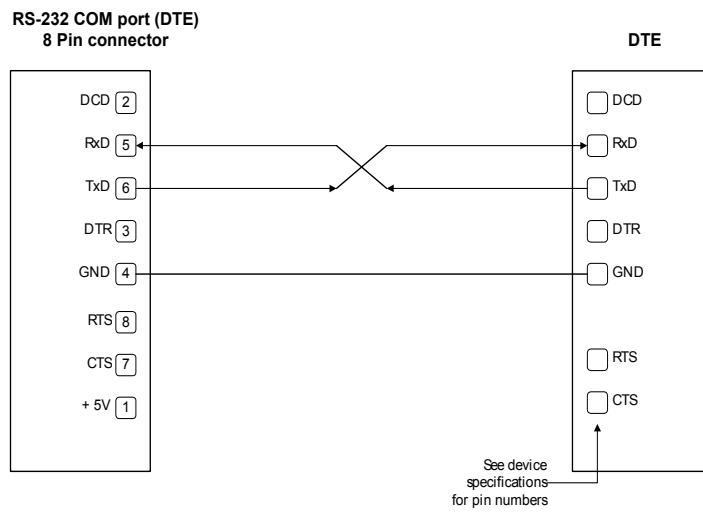 RS-232 COM port (DTE)
8 Pin connector
DTE
DCD 2
RxD 5
TxD 6
DTR 3
GND 4
RTS 8
CTS 7
+ 5V 1
DCD
RxD
TxD
DTR
GND
RTS
CTS
See device
specifications
for pin numbers